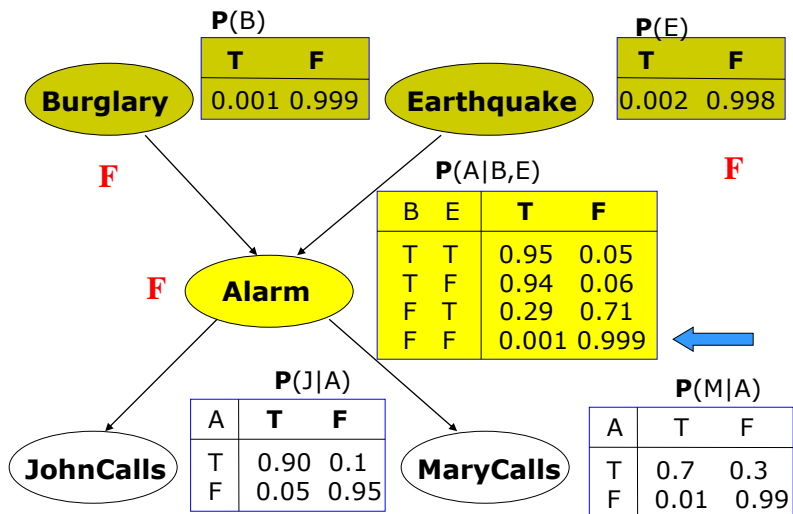 P(B)
T F
0.001 0.999
Burglary
P(E)
T F
0.002 0.998
Earthquake
F
F
P(A|B,E)
B E T F
T T 0.95 0.05
T F 0.94 0.06
F T 0.29 0.71
F F 0.001 0.999
F
Alarm
P(J|A)
A T F
T 0.90 0.1
F 0.05 0.95
JohnCalls
P(M|A)
A T F
T 0.7 0.3
F 0.01 0.99
MaryCalls